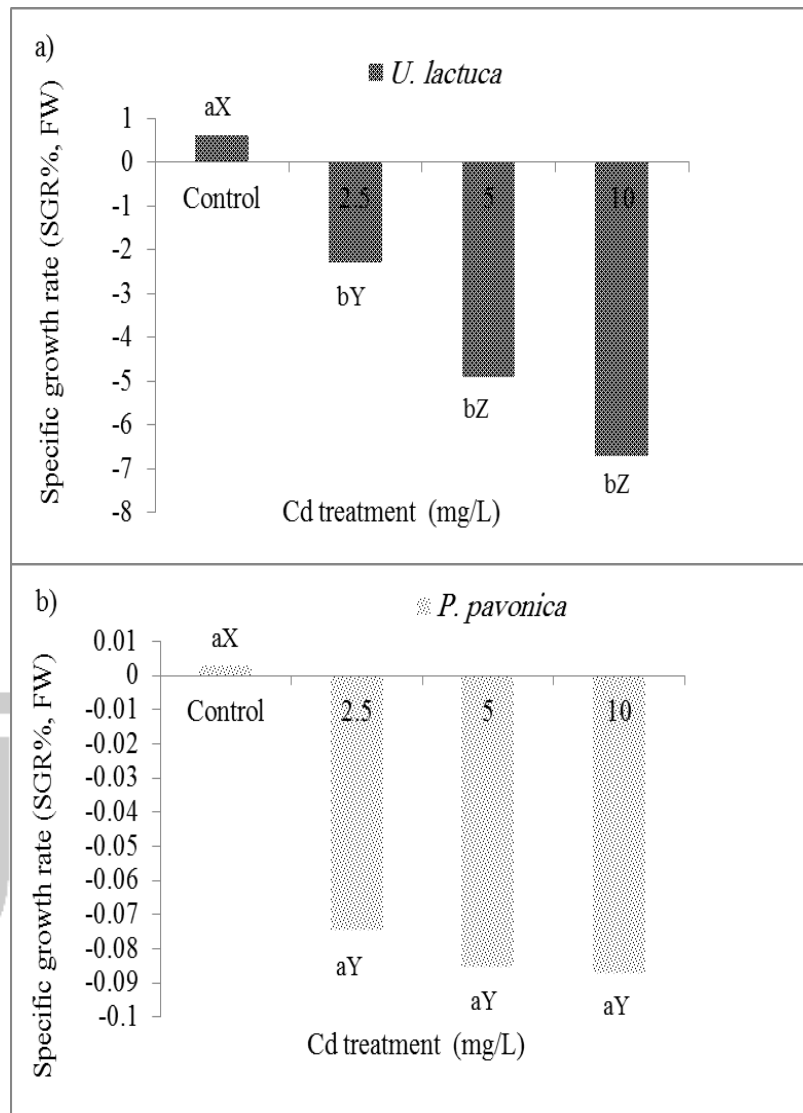 a)
U. lactuca
aX
Specific growth rate (SGR%, FW)
1
0
-1
-2
-3
-4
-5
-6
-7
-8
Control
2.5
5
10
bY
bZ
bZ
Cd treatment (mg/L)
b)
P. pavonica
aX
Specific growth rate (SGR%, FW)
0.01
0
-0.01
-0.02
-0.03
-0.04
-0.05
-0.06
-0.07
-0.08
-0.09
-0.1
Control
2.5
5
10
aY
aY
aY
Cd treatment (mg/L)